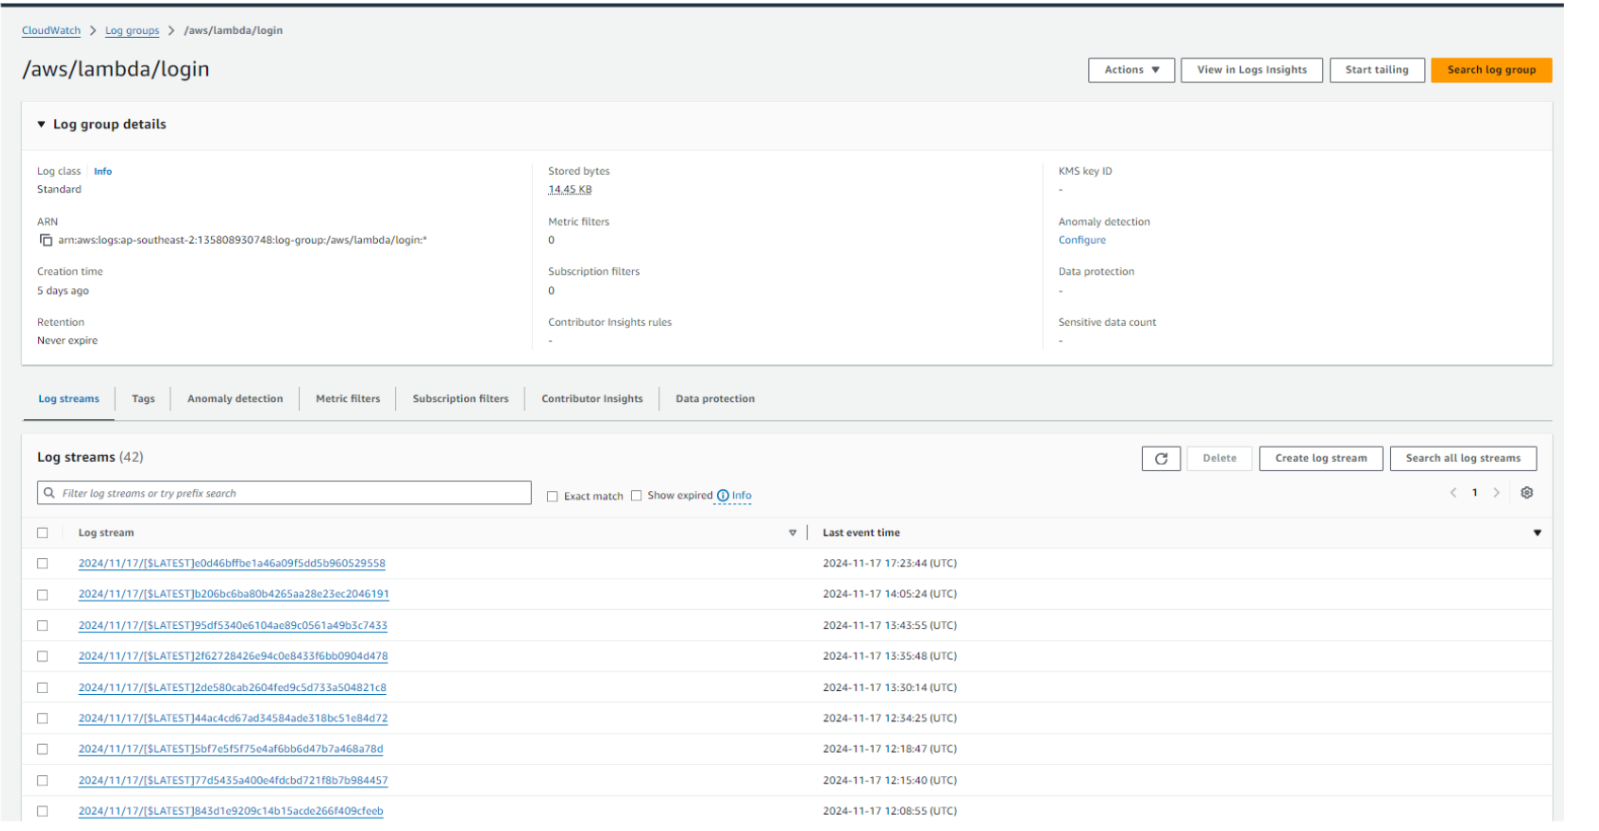 CloudWatch > Log groups > /aws/lambda/login
/aws/lambda/login
Actions ▼ View in Logs Insights Start tailing Search log group
▼ Log group details
Log class Info
Standard
ARN
arn:aws:logs:ap-southeast-2:135808930748:log-group:/aws/lambda/login:*
Creation time
5 days ago
Retention
Never expire
Stored bytes
14.45 KB
Metric filters
0
Subscription filters
0
Contributor Insights rules
-
KMS key ID
-
Anomaly detection
Configure
Data protection
-
Sensitive data count
-
Log streams Tags Anomaly detection Metric filters Subscription filters Contributor Insights Data protection
Log streams (42)
Delete Create log stream Search all log streams
Filter log streams or try prefix search Exact match Show expired Info < 1 >
Log stream Last event time
2024/11/17/[$LATEST]e0d46bffbe1a46a09f5dd5b960529558 2024-11-17 17:23:44 (UTC)
2024/11/17/[$LATEST]b206bc6ba80b4265aa28e23ec2046191 2024-11-17 14:05:24 (UTC)
2024/11/17/[$LATEST]95df5340e6104ae89c0561a49b3c7433 2024-11-17 13:43:55 (UTC)
2024/11/17/[$LATEST]2f62728426e94c0e8433f6bb0904d478 2024-11-17 13:35:48 (UTC)
2024/11/17/[$LATEST]2de580cab2604fed9c5d733a504821c8 2024-11-17 13:30:14 (UTC)
2024/11/17/[$LATEST]44ac4cd67ad34584ade318bc51e84d72 2024-11-17 12:34:25 (UTC)
2024/11/17/[$LATEST]5bf7e5f5f75e4af6bb6d47b7a468a78d 2024-11-17 12:18:47 (UTC)
2024/11/17/[$LATEST]77d5435a400e4fdcbd721f8b7b984457 2024-11-17 12:15:40 (UTC)
2024/11/17/[$LATEST]843d1e9209c14b15acde266f409cfeeb 2024-11-17 12:08:55 (UTC)